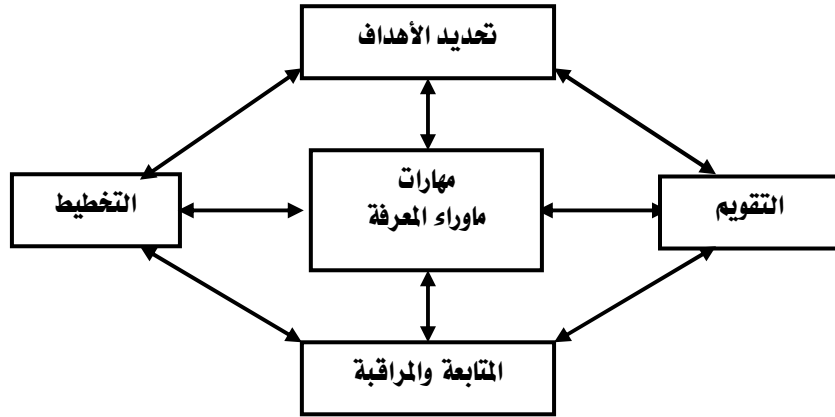 تحديد الأهداف
مهارات
ماوراء المعرفة
التقويم
التخطيط
المتابعة والمراقبة